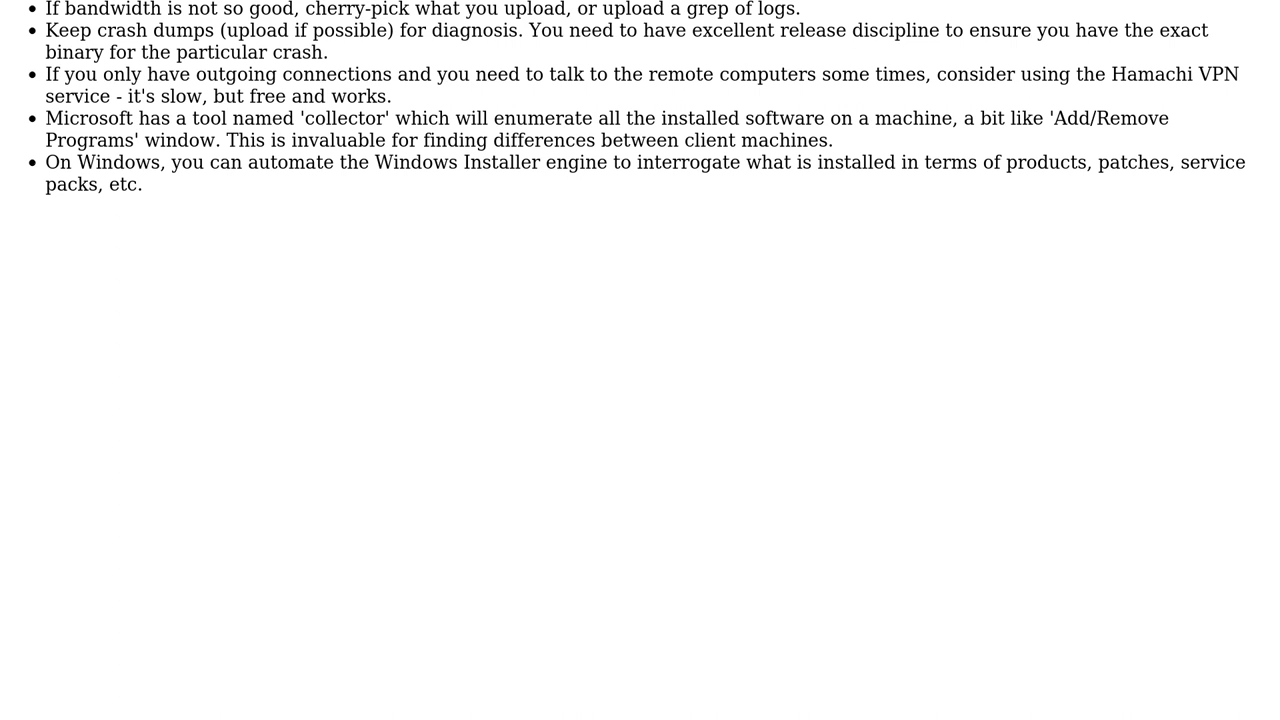 • If bandwidth is not so good, cherry-pick what you upload, or upload a grep of logs.
• Keep crash dumps (upload if possible) for diagnosis. You need to have excellent release discipline to ensure you have the exact
binary for the particular crash.
• If you only have outgoing connections and you need to talk to the remote computers some times, consider using the Hamachi VPN
service - it's slow, but free and works.
• Microsoft has a tool named 'collector' which will enumerate all the installed software on a machine, a bit like 'Add/Remove
Programs' window. This is invaluable for finding differences between client machines.
• On Windows, you can automate the Windows Installer engine to interrogate what is installed in terms of products, patches, service
packs, etc.